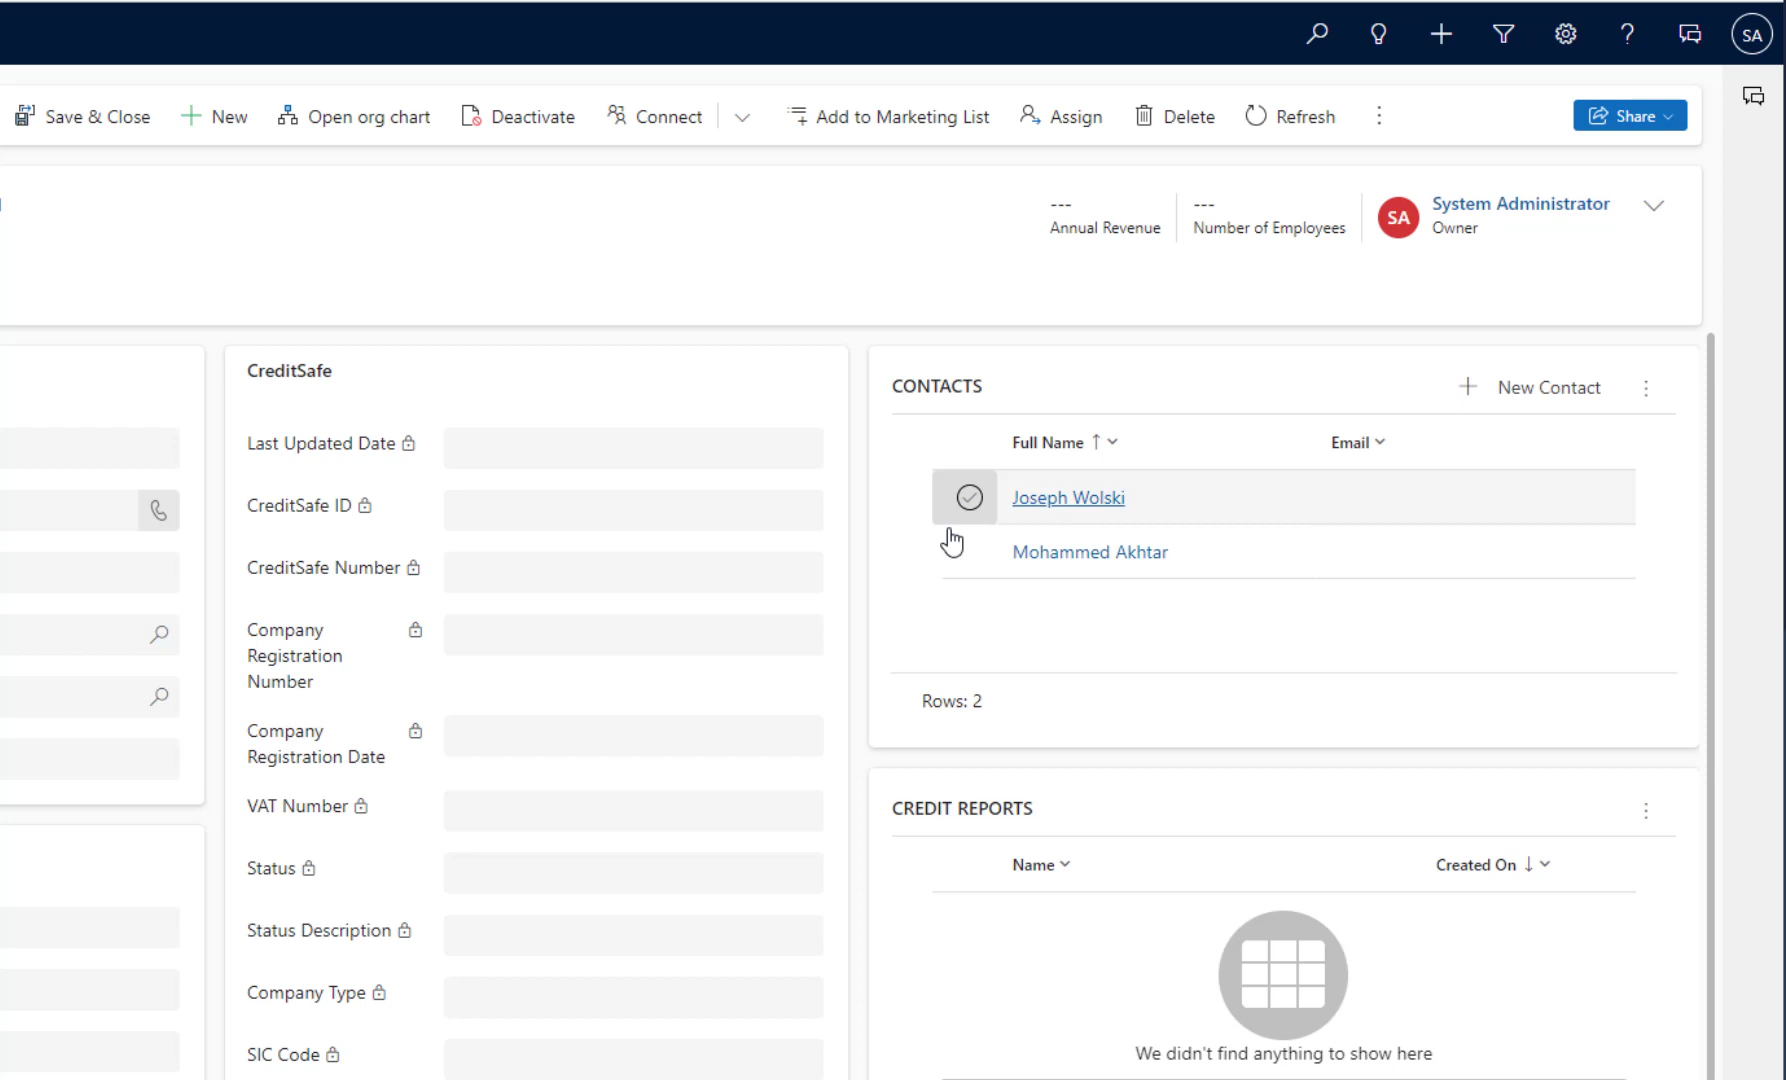 SA
Save & Close
New
Open org chart
Deactivate
Connect
Add to Marketing List
Assign
Delete
Refresh
Share
---
Annual Revenue
---
Number of Employees
SA
System Administrator
Owner
CreditSafe
Last Updated Date
CreditSafe ID
CreditSafe Number
Company
Registration
Number
Company
Registration Date
VAT Number
Status
Status Description
Company Type
SIC Code
CONTACTS
New Contact
Full Name
Email
Joseph Wolski
Mohammed Akhtar
Rows: 2
CREDIT REPORTS
Name
Created On
We didn't find anything to show here